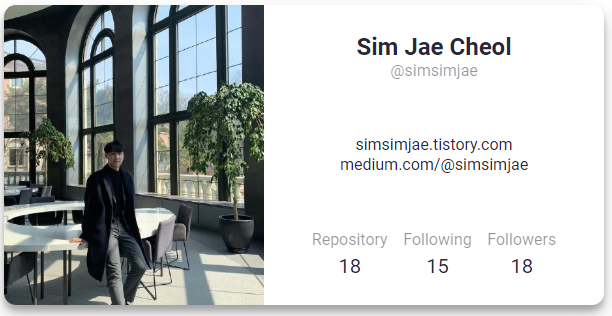 Sim Jae Cheol
@simsimjae
simsimjae.tistory.com
medium.com/@simsimjae
Repository Following Followers
18 15 18